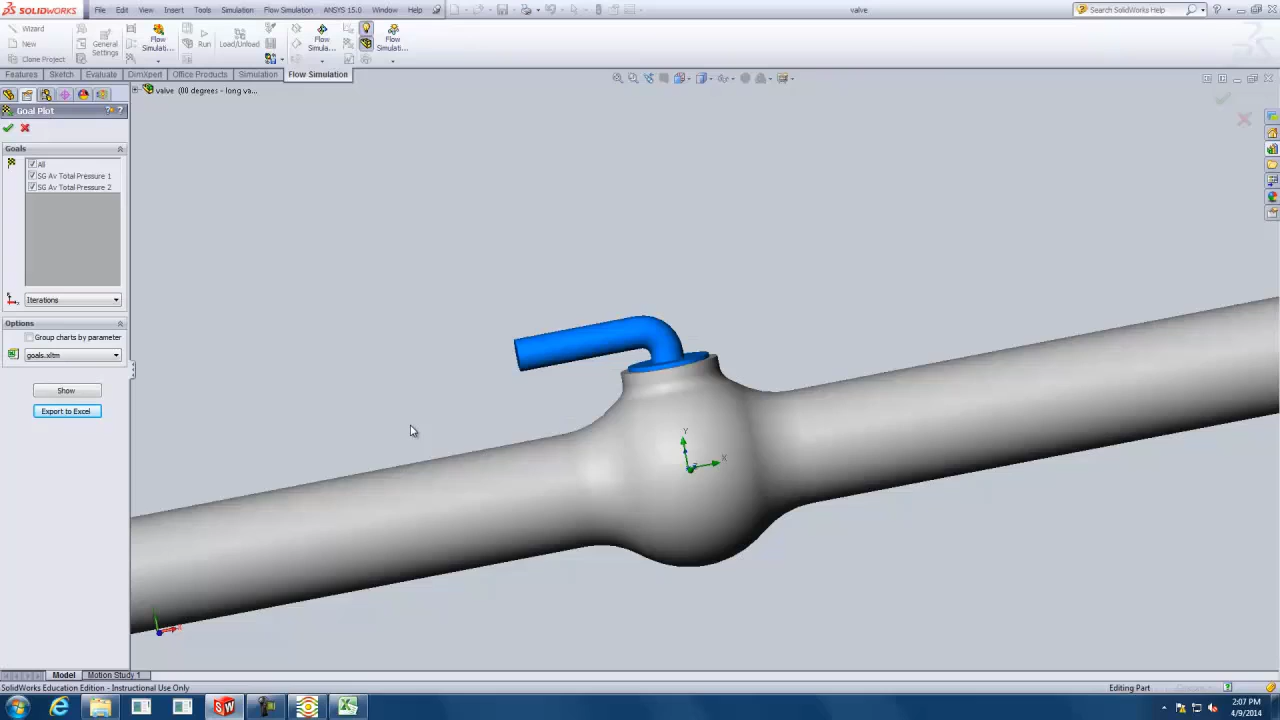 SOLIDWORKS
File Edit View Insert Tools Simulation Flow Simulation ANSYS 15.0 Window Help
valve
Search SolidWorks Help
Wizard
New
Clone Project
General
Settings
Flow
Simulati...
Run
Load/Unload
Flow
Simula...
Flow
Simulati...
Features Sketch Evaluate DimXpert Office Products Simulation Flow Simulation
valve (00 degrees - long va...
Goal Plot
Goals
All
SG Av Total Pressure 1
SG Av Total Pressure 2
Iterations
Options
Group charts by parameter
goals.xltm
Show
Export to Excel
Y
X
Z
Model Motion Study 1
SolidWorks Education Edition - Instructional Use Only
Editing Part
2:07 PM
4/9/2014